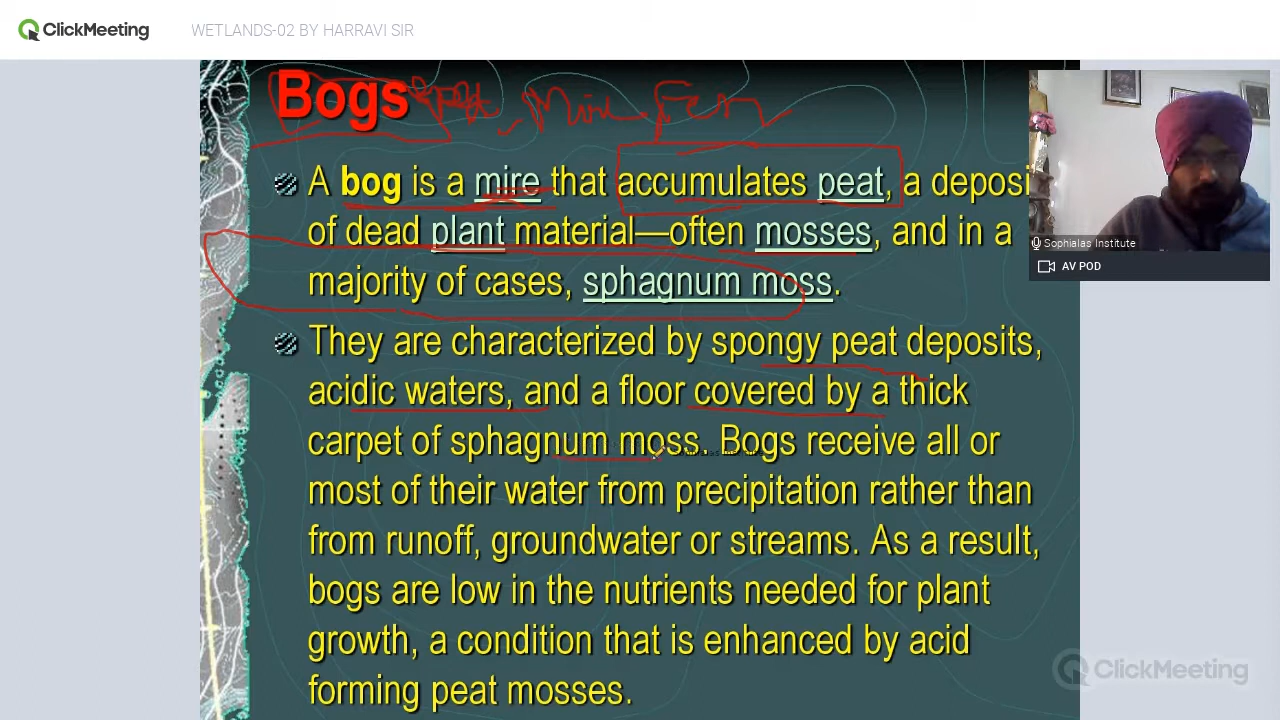 ClickMeeting
WETLANDS-02 BY HARRAVI SIR
Bogs
Mire
A bog is a mire that accumulates peat, a deposi
of dead plant material—often mosses, and in a
majority of cases, sphagnum moss.
They are characterized by spongy peat deposits,
acidic waters, and a floor covered by a thick
carpet of sphagnum moss. Bogs receive all or
most of their water from precipitation rather than
from runoff, groundwater or streams. As a result,
bogs are low in the nutrients needed for plant
growth, a condition that is enhanced by acid
forming peat mosses.
Sophialas Institute
AV POD
ClickMeeting